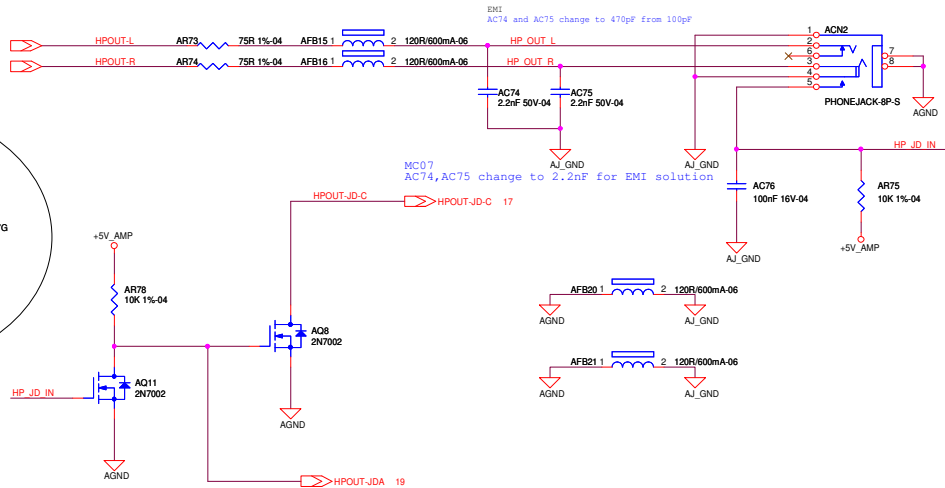 EMI
AC74 and AC75 change to 470pF from 100pF
HPOUT-L
AR73
75R 1%-04
AFB15 1
2 120R/600mA-06
HP_OUT_L
HPOUT-R
AR74
75R 1%-04
AFB16 1
2 120R/600mA-06
HP_OUT_R
1
2
6
3
4
5
ACN2
7
8
PHONEJACK-8P-S
AGND
AC74
2.2nF 50V-04
AC75
2.2nF 50V-04
AJ_GND
AJ_GND
HP_JD_IN
MC07
AC74,AC75 change to 2.2nF for EMI solution
AC76
100nF 16V-04
AR75
10K 1%-04
AJ_GND
+5V_AMP
HPOUT-JD-C
HPOUT-JD-C 17
/G
+5V_AMP
AR78
10K 1%-04
AQ8
2N7002
AGND
HP_JD_IN
AQ11
2N7002
AGND
HPOUT-JDA 19
AFB20 1
2 120R/600mA-06
AGND
AJ_GND
AFB21 1
2 120R/600mA-06
AGND
AJ_GND